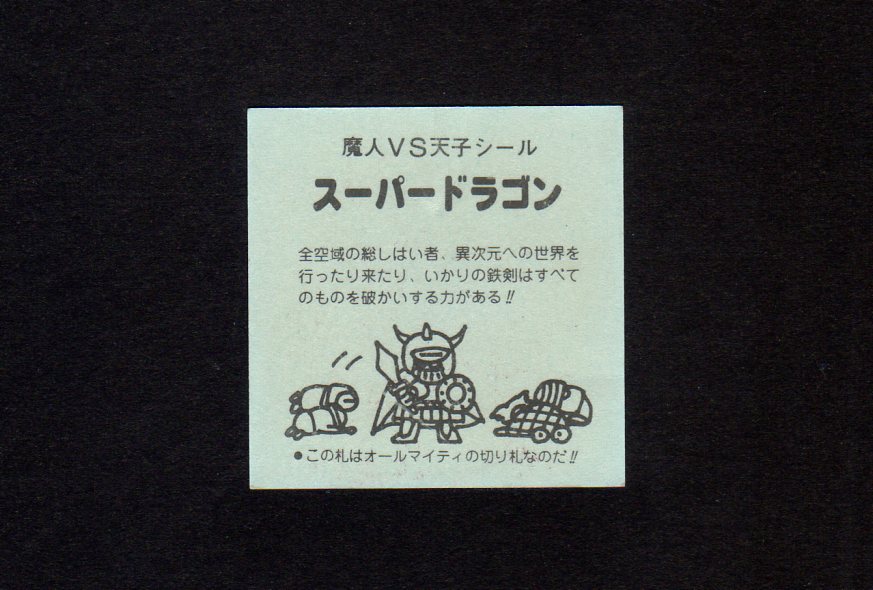 魔人VS天子シール
スーパードラゴン
全空域の総しはい者、異次元への世界を
行ったり来たり、いかりの鉄剣はすべて
のものを破かいする力がある!!
●この札はオールマイティの切り札なのだ!!